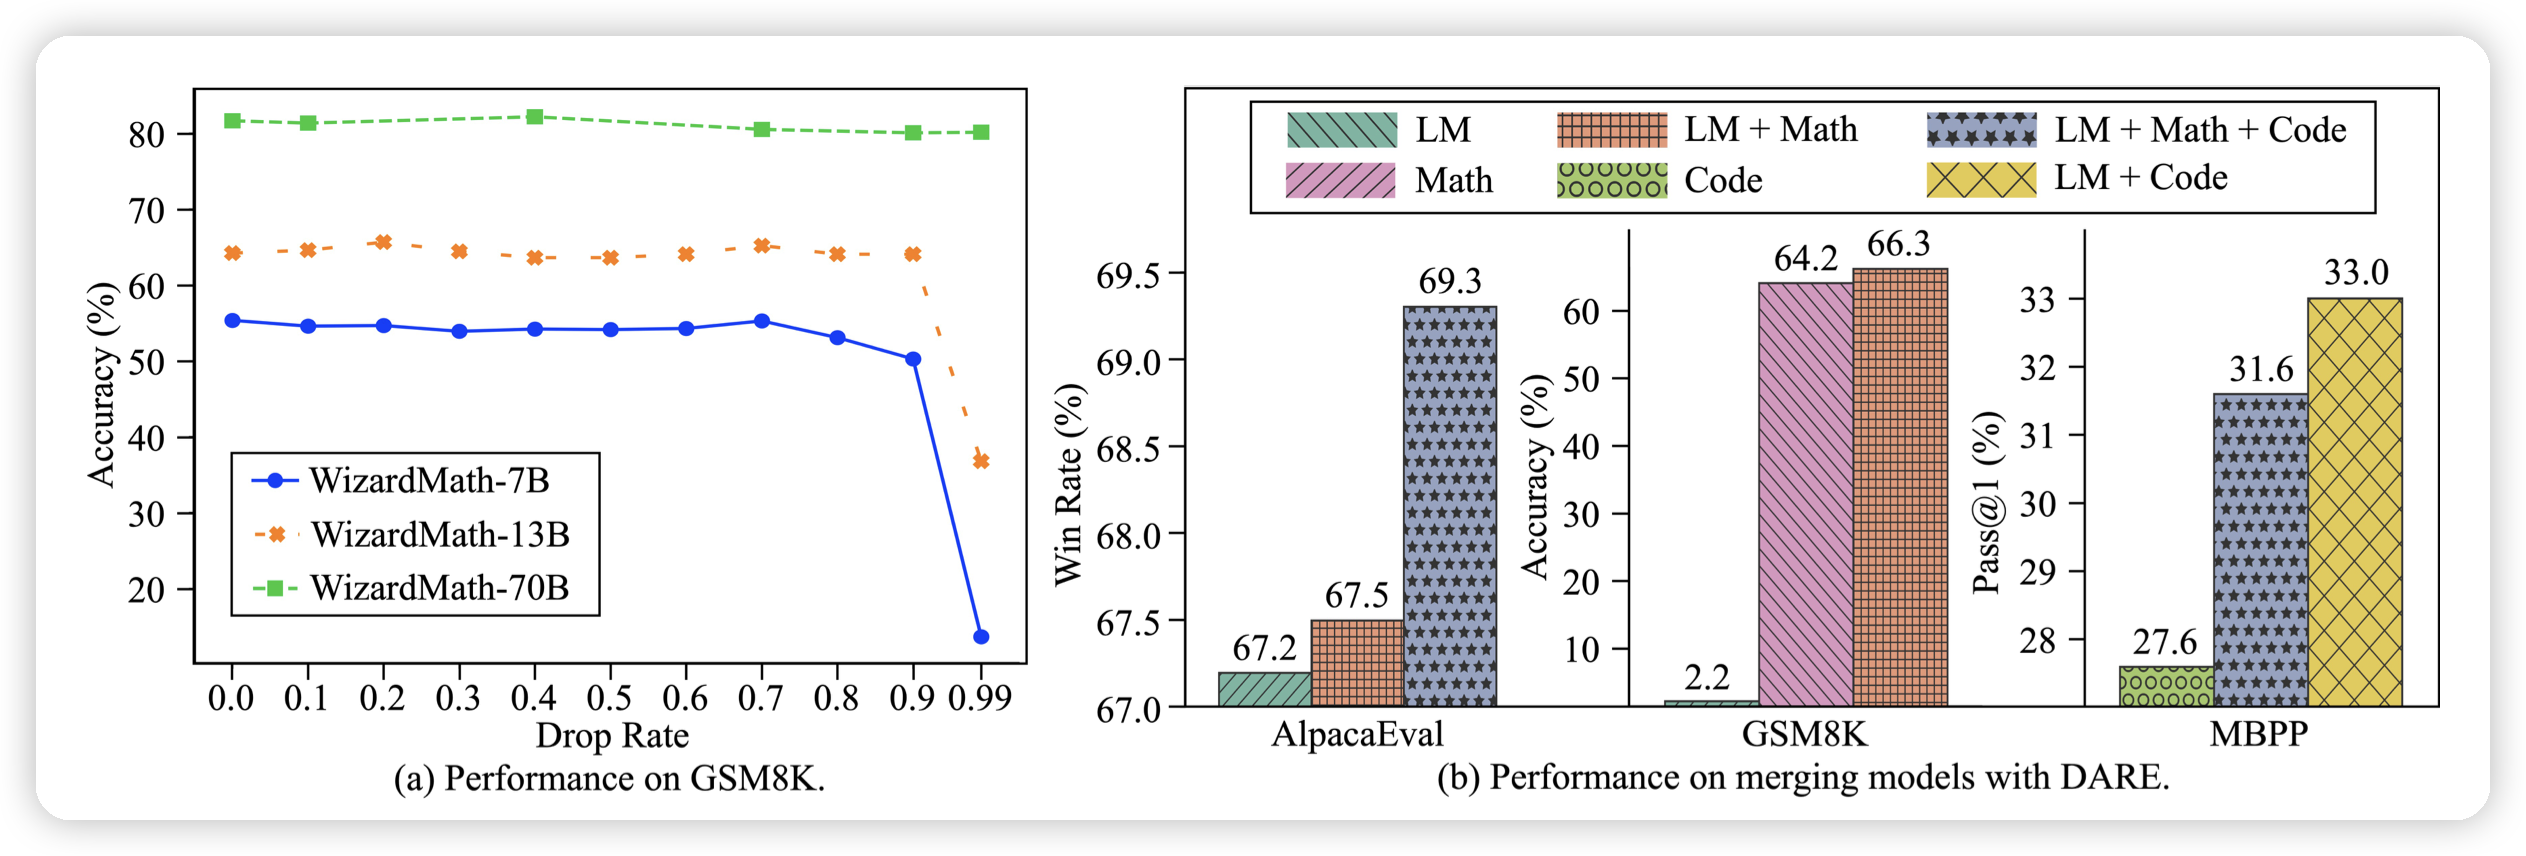 80
70
60
50
40
30
20
Accuracy (%)
WizardMath-7B
WizardMath-13B
WizardMath-70B
0.0 0.1 0.2 0.3 0.4 0.5 0.6 0.7 0.8 0.9 0.99
Drop Rate
(a) Performance on GSM8K.
LM LM + Math LM + Math + Code
Math Code LM + Code
69.5
69.0
68.5
68.0
67.5
67.0
Win Rate (%)
67.2 67.5 69.3
AlpacaEval
60
50
40
30
20
10
Accuracy (%)
2.2 64.2 66.3
GSM8K
33
32
31
30
29
28
Pass@1 (%)
27.6 31.6 33.0
MBPP
(b) Performance on merging models with DARE.